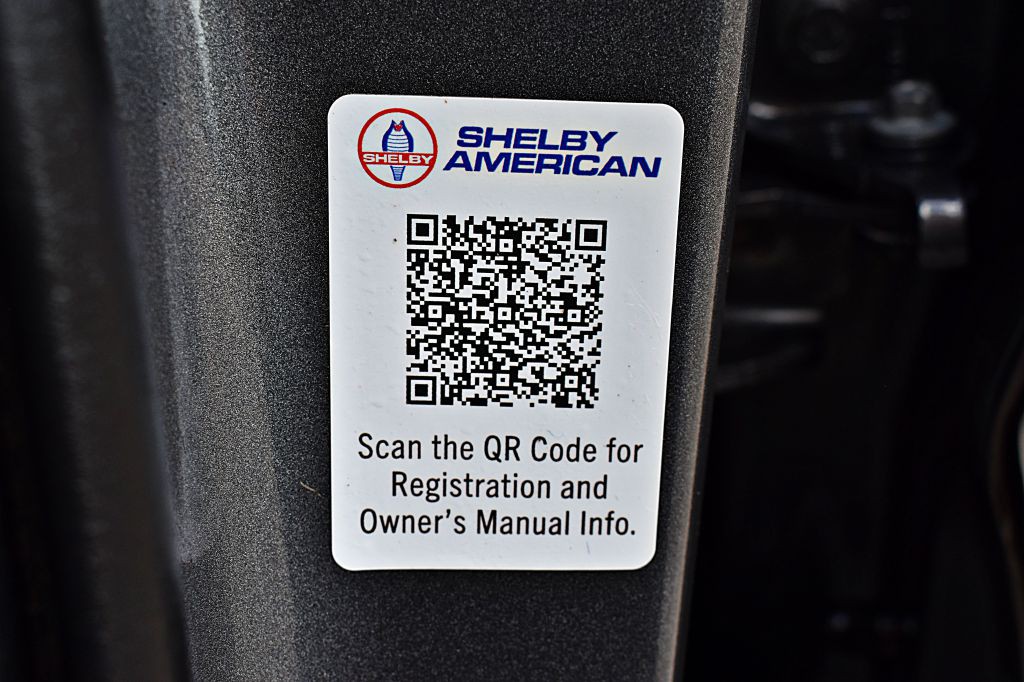 SHELBY
SHELBY
AMERICAN
Scan the QR Code for
Registration and
Owner's Manual Info.